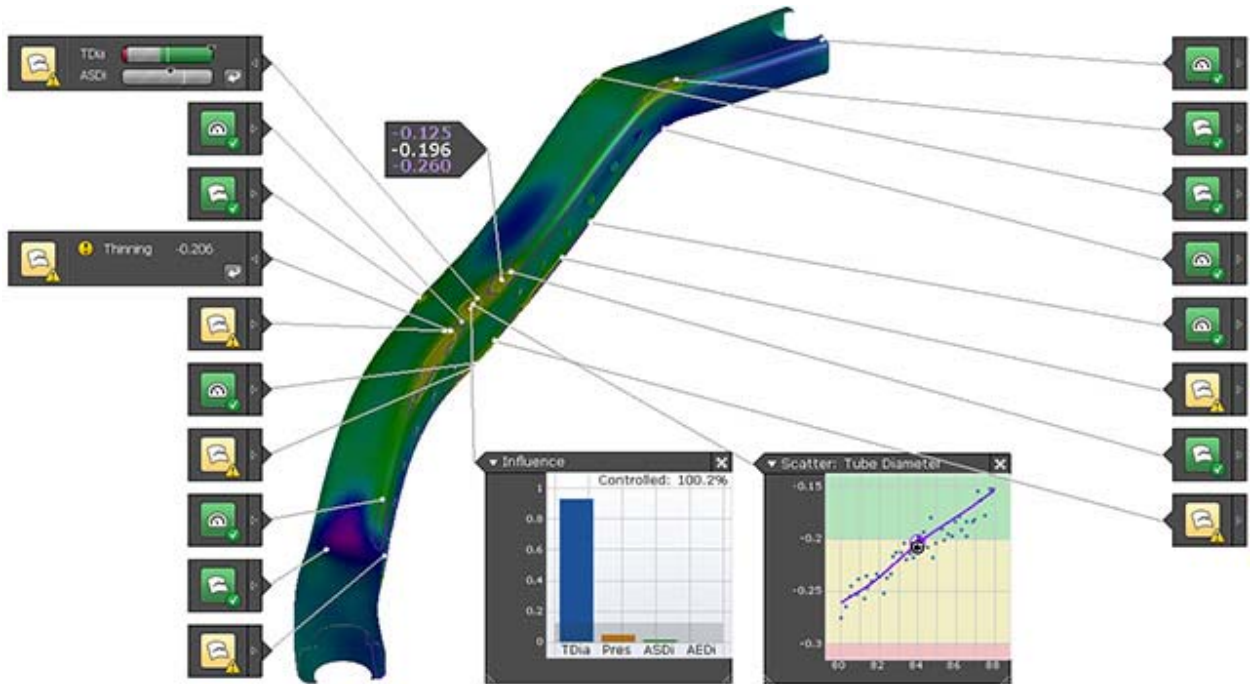 TDia
ASDi
-0.125
-0.196
-0.260
Thinning -0.206
Influence
Controlled: 100.2%
1
0.8
0.6
0.4
0.2
0
TDia Pres ASDi AEDi
Scatter: Tube Diameter
-0.15
-0.2
-0.25
-0.3
80 82 84 86 88